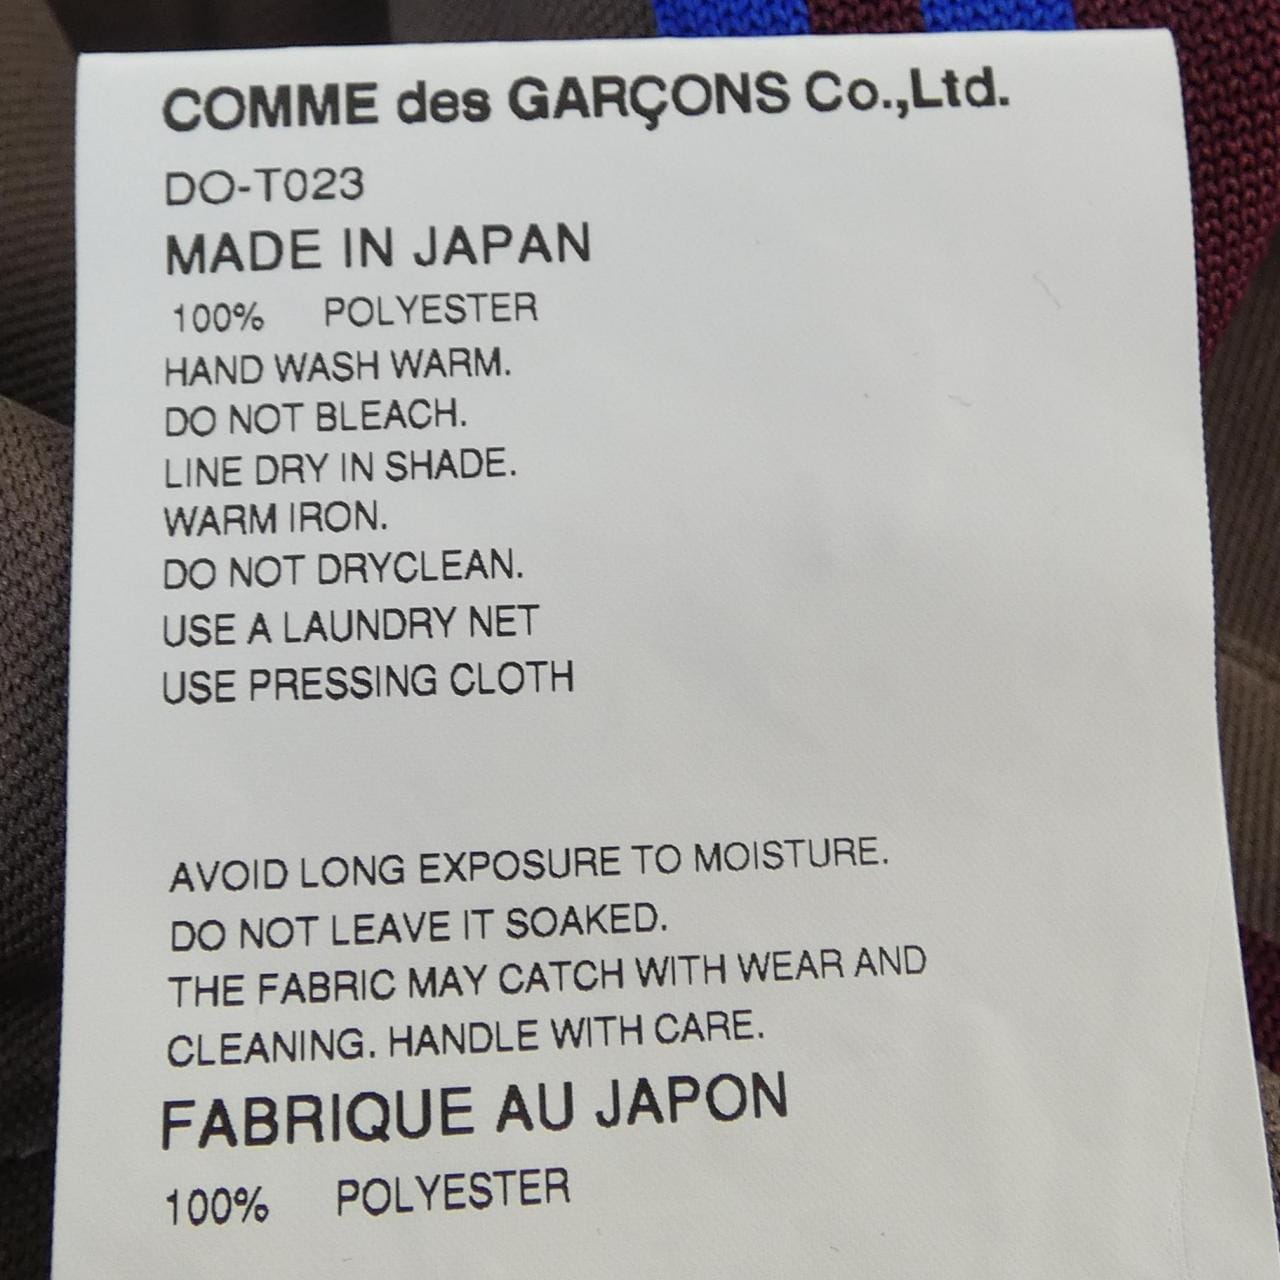 COMME des GARÇONS Co.,Ltd.
DO-T023
MADE IN JAPAN
100% POLYESTER
HAND WASH WARM.
DO NOT BLEACH.
LINE DRY IN SHADE.
WARM IRON.
DO NOT DRYCLEAN.
USE A LAUNDRY NET
USE PRESSING CLOTH
AVOID LONG EXPOSURE TO MOISTURE.
DO NOT LEAVE IT SOAKED.
THE FABRIC MAY CATCH WITH WEAR AND
CLEANING. HANDLE WITH CARE.
FABRIQUE AU JAPON
100% POLYESTER